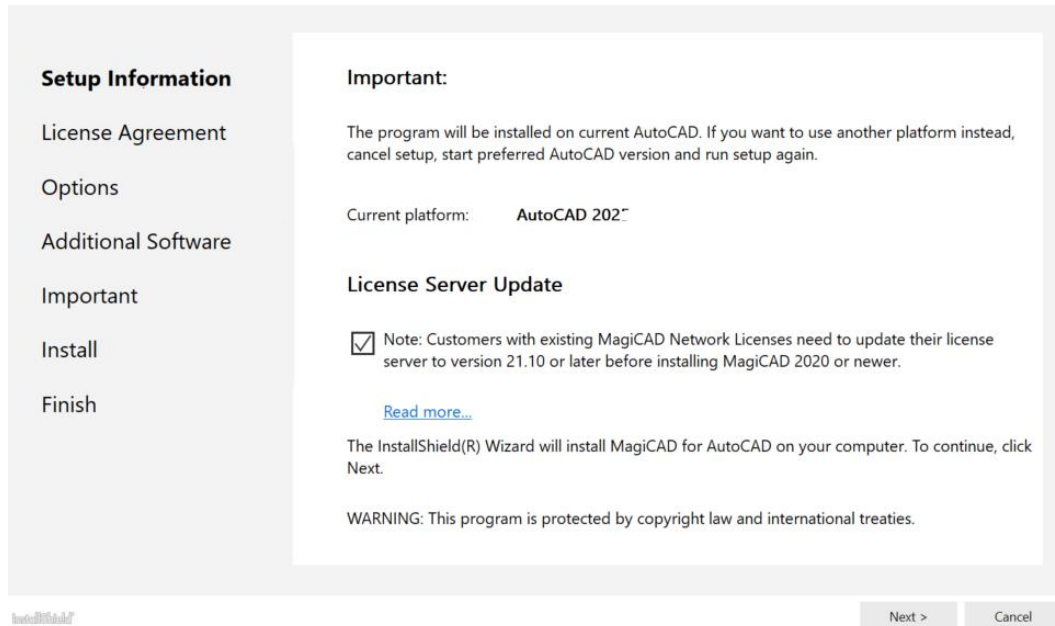 Setup Information
License Agreement
Options
Additional Software
Important
Install
Finish
Important:
The program will be installed on current AutoCAD. If you want to use another platform instead,
cancel setup, start preferred AutoCAD version and run setup again.
Current platform: AutoCAD
License Server Update
Note: Customers with existing MagiCAD Network Licenses need to update their license
server to version 21.10 or later before installing MagiCAD 2020 or newer.
Read more...
The InstallShield(R) Wizard will install MagiCAD for AutoCAD on your computer. To continue, click
Next.
WARNING: This program is protected by copyright law and international treaties.
InstallShield
Next >
Cancel